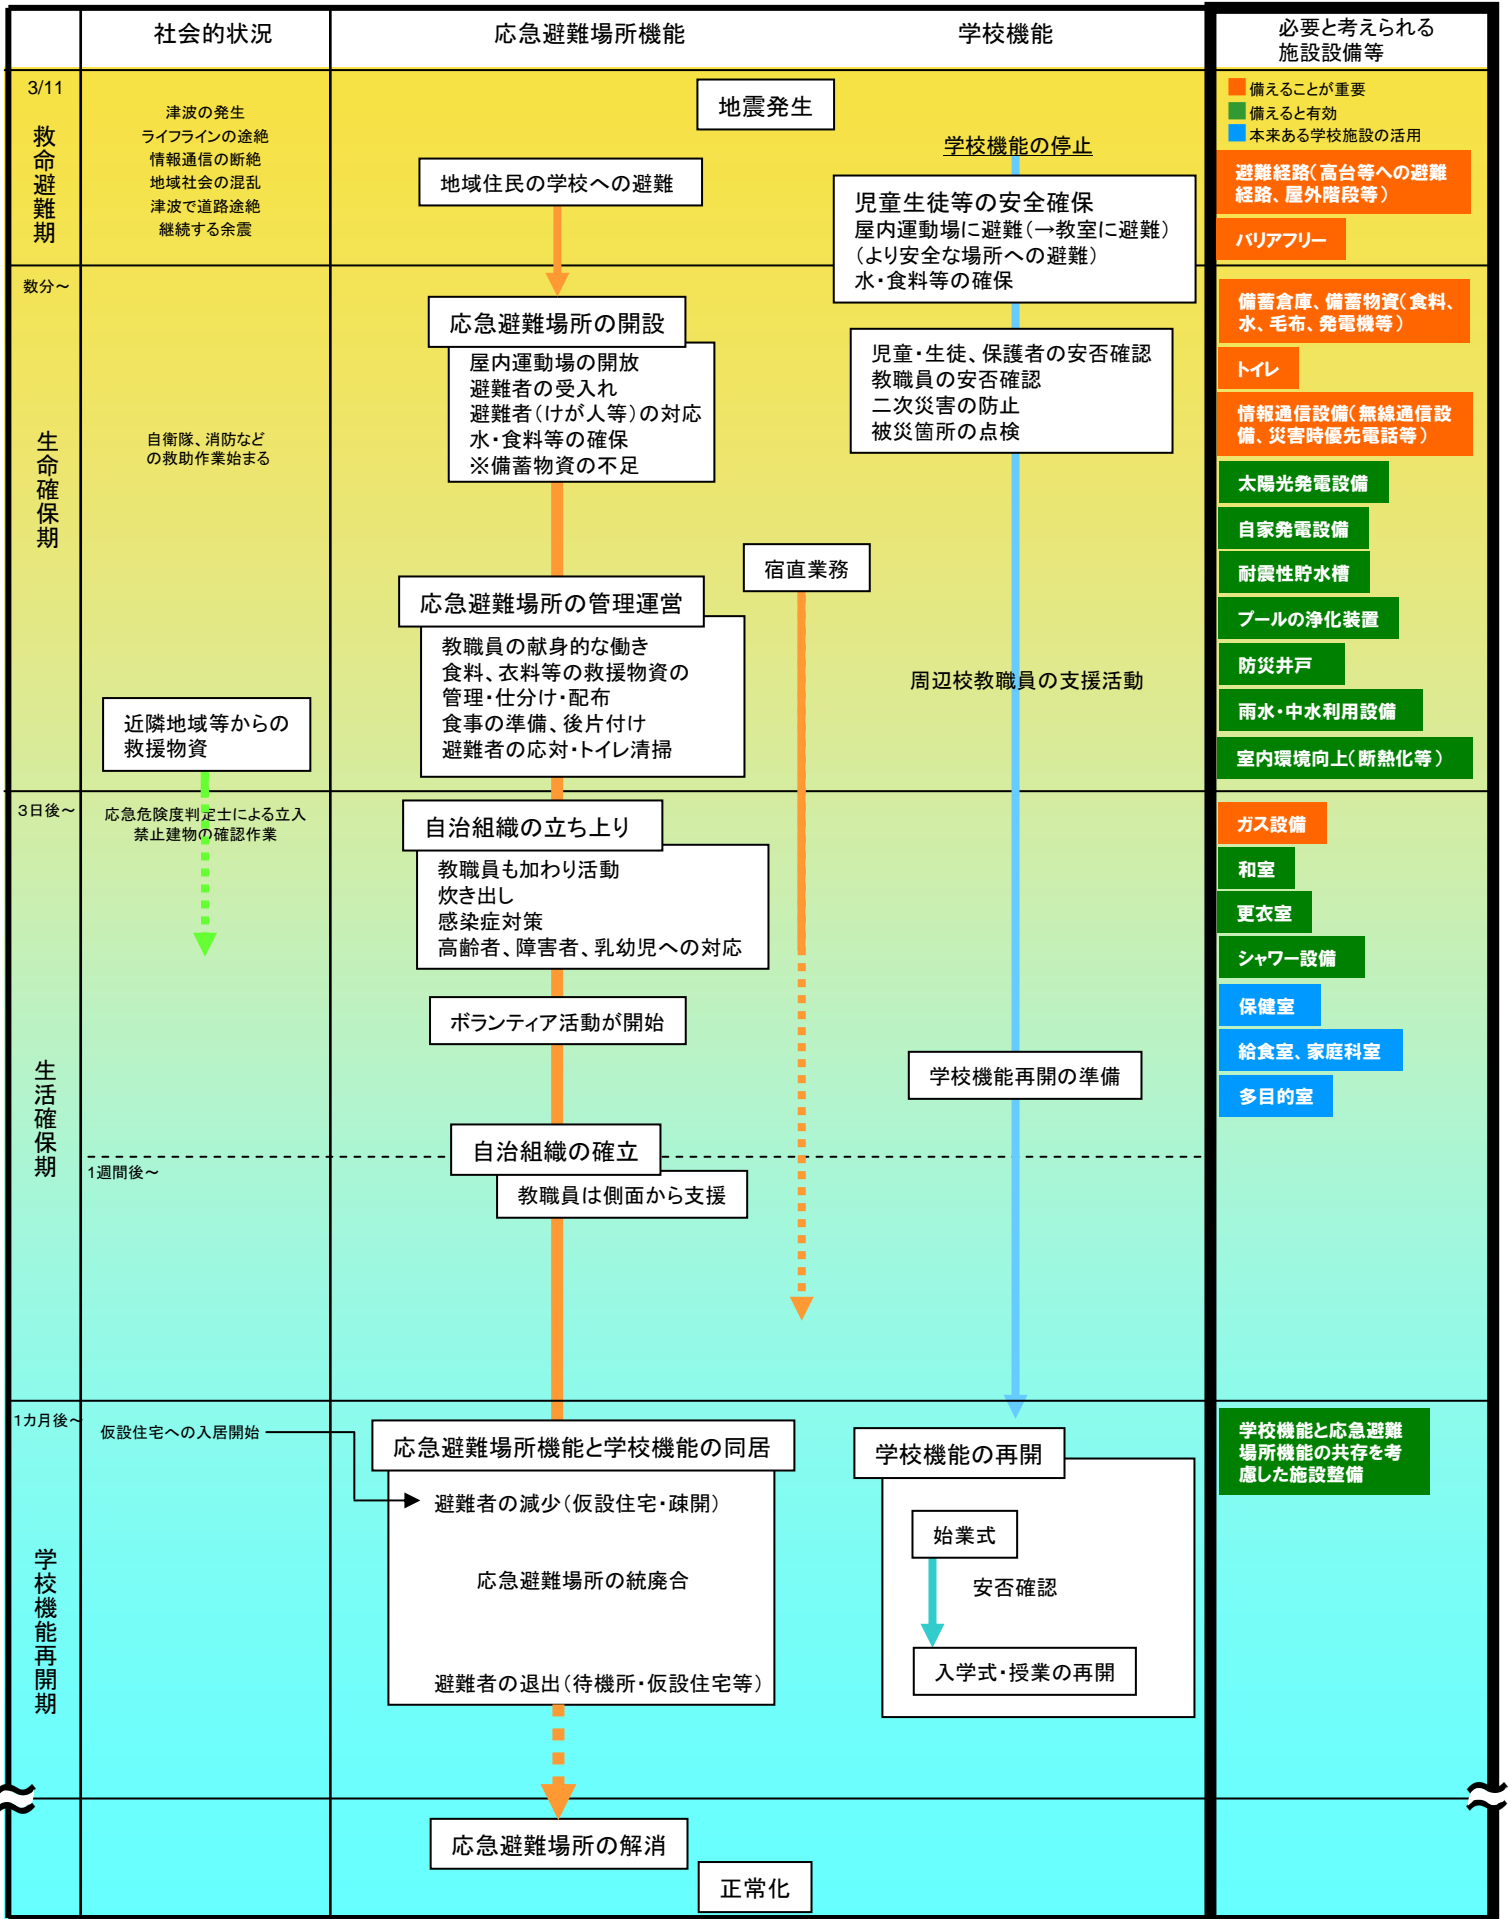 社会的状況
応急避難場所機能
学校機能
必要と考えられる
施設設備等
3/11
救命避難期
津波の発生
ライフラインの途絶
情報通信の断絶
地域社会の混乱
津波で道路途絶
継続する余震
地震発生
地域住民の学校への避難
学校機能の停止
児童生徒等の安全確保
屋内運動場に避難(→教室に避難)
(より安全な場所への避難)
水・食料等の確保
備えることが重要
備えると有効
本来ある学校施設の活用
避難経路(高台等への避難
経路、屋外階段等)
バリアフリー
数分～
生命確保期
自衛隊、消防など
の救助作業始まる
近隣地域等からの
救援物資
応急避難場所の開設
屋内運動場の開放
避難者の受入れ
避難者(けが人等)の対応
水・食料等の確保
※備蓄物資の不足
応急避難場所の管理運営
教職員の献身的な働き
食料、衣料等の救援物資の
管理・仕分け・配布
食事の準備、後片付け
避難者の応対・トイレ清掃
宿直業務
児童・生徒、保護者の安否確認
教職員の安否確認
二次災害の防止
被災箇所の点検
周辺校教職員の支援活動
備蓄倉庫、備蓄物資(食料、
水、毛布、発電機等)
トイレ
情報通信設備(無線通信設
備、災害時優先電話等)
太陽光発電設備
自家発電設備
耐震性貯水槽
プールの浄化装置
防災井戸
雨水・中水利用設備
室内環境向上(断熱化等)
3日後～
生活確保期
応急危険度判定士による立入
禁止建物の確認作業
自治組織の立ち上り
教職員も加わり活動
炊き出し
感染症対策
高齢者、障害者、乳幼児への対応
ボランティア活動が開始
学校機能再開の準備
自治組織の確立
1週間後～
教職員は側面から支援
ガス設備
和室
更衣室
シャワー設備
保健室
給食室、家庭科室
多目的室
1カ月後～
学校機能再開期
仮設住宅への入居開始
応急避難場所機能と学校機能の同居
避難者の減少(仮設住宅・疎開)
応急避難場所の統廃合
避難者の退出(待機所・仮設住宅等)
学校機能の再開
始業式
安否確認
入学式・授業の再開
学校機能と応急避難
場所機能の共存を考
慮した施設整備
応急避難場所の解消
正常化